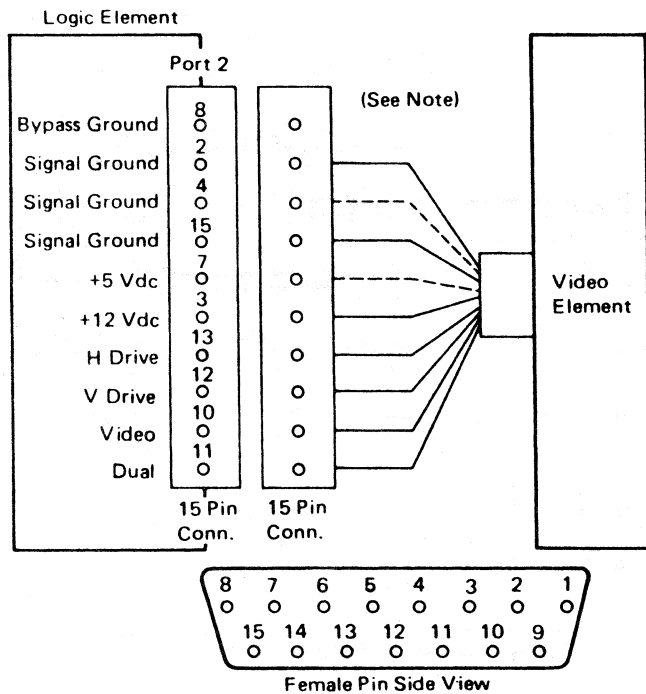 Logic Element
Port 2
(See Note)
8
Bypass Ground
2
Signal Ground
4
Signal Ground
15
Signal Ground
7
+5 Vdc
3
+12 Vdc
13
H Drive
12
V Drive
10
Video
11
Dual
Video
Element
15 Pin
Conn.
15 Pin
Conn.
8 7 6 5 4 3 2 1
15 14 13 12 11 10 9
Female Pin Side View